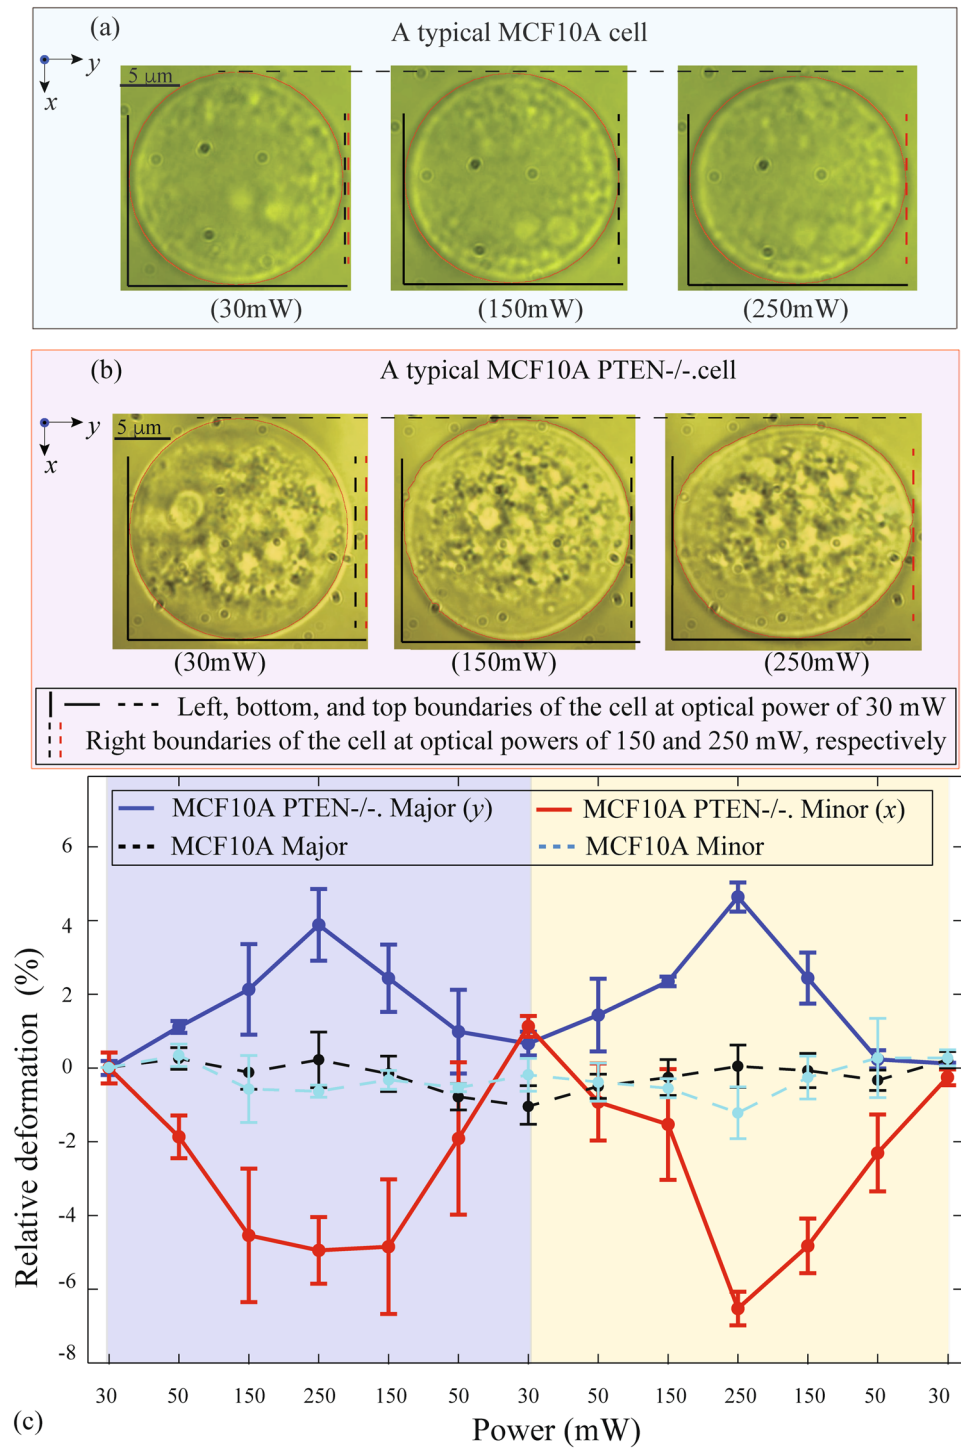 (a)
A typical MCF10A cell
y
x
5 μm
(30mW)
(150mW)
(250mW)
(b)
A typical MCF10A PTEN-/-.cell
y
x
5 μm
(30mW)
(150mW)
(250mW)
Left, bottom, and top boundaries of the cell at optical power of 30 mW
Right boundaries of the cell at optical powers of 150 and 250 mW, respectively
MCF10A PTEN-/-. Major (y)
MCF10A PTEN-/-. Minor (x)
MCF10A Major
MCF10A Minor
Relative deformation (%)
6
4
2
0
-2
-4
-6
-8
30 50 150 250 150 50 30 50 150 250 150 50 30
Power (mW)
(c)